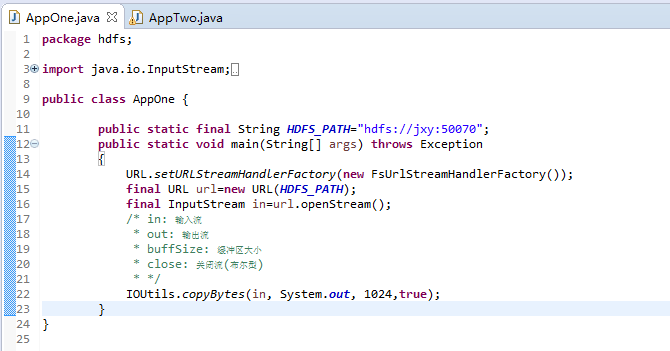 AppOne.java AppTwo.java
1 package hdfs;
2
3 import java.io.InputStream;
8
9 public class AppOne {
10
11 public static final String HDFS_PATH="hdfs://jxy:50070";
12 public static void main(String[] args) throws Exception
13 {
14 URL.setURLStreamHandlerFactory(new FsUrlStreamHandlerFactory());
15 final URL url=new URL(HDFS_PATH);
16 final InputStream in=url.openStream();
17 /* in: 输入流
18 * out: 输出流
19 * buffSize: 缓冲区大小
20 * close: 关闭流(布尔型)
21 * */
22 IOUtils.copyBytes(in, System.out, 1024,true);
23 }
24 }
25